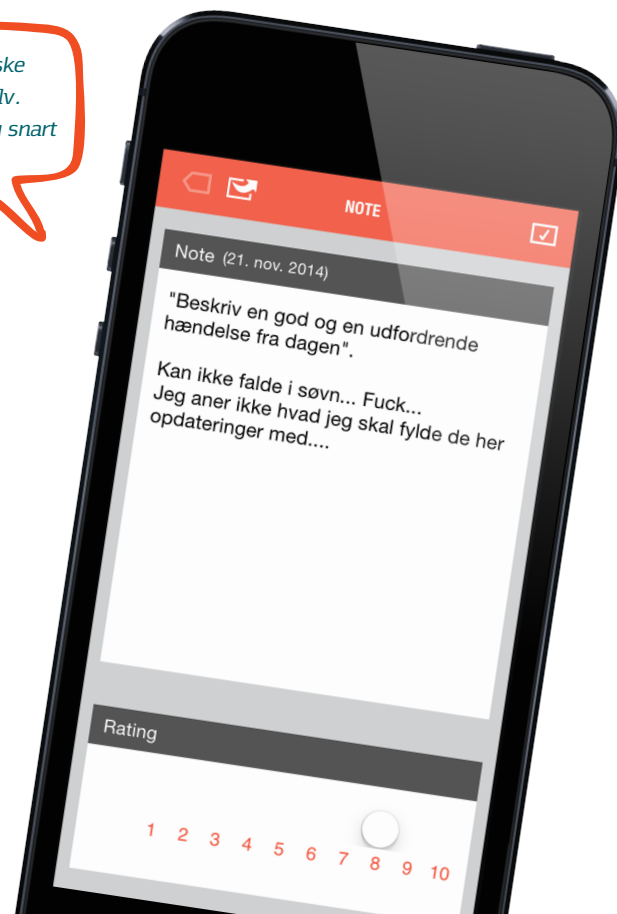 snart
NOTE
Note (21. nov. 2014)
"Beskriv en god og en udfordrende
hændelse fra dagen".
Kan ikke falde i søvn... Fuck...
Jeg aner ikke hvad jeg skal fylde de her
opdateringer med....
Rating
1 2 3 4 5 6 7 8 9 10